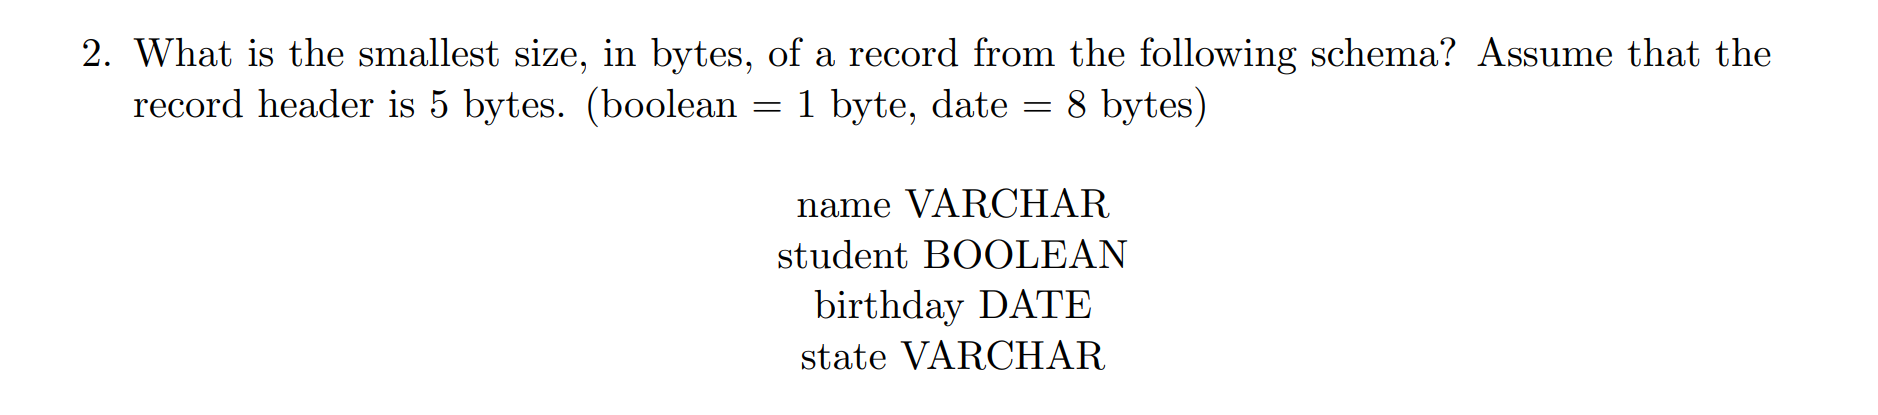 2. What is the smallest size, in bytes, of a record from the following schema? Assume that the
record header is 5 bytes. (boolean = 1 byte, date = 8 bytes)
name VARCHAR
student BOOLEAN
birthday DATE
state VARCHAR